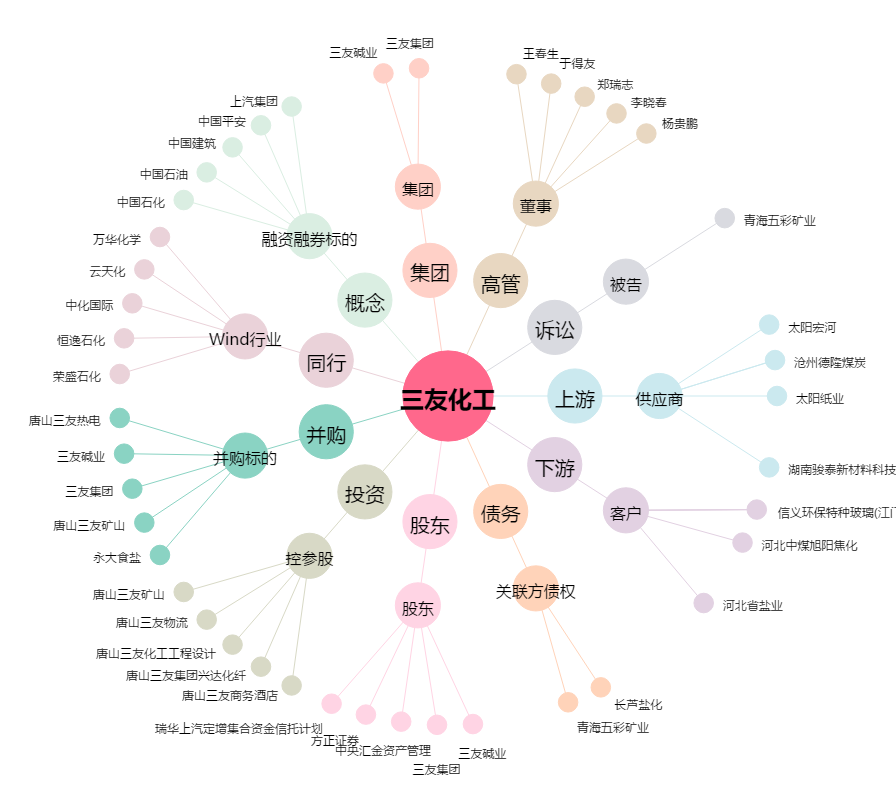 三友集团
三友碱业
王春生
于得友
郑瑞志
李晓春
杨贵鹏
上汽集团
中国平安
中国建筑
中国石油
中国石化
集团
董事
青海五彩矿业
万华化学
融资融券标的
云天化
集团
高管
被告
中化国际
概念
诉讼
太阳宏河
恒逸石化
Wind行业
同行
沧州德隆煤炭
荣盛石化
三友化工
上游
供应商
太阳纸业
唐山三友热电
并购
三友碱业
并购标的
下游
湖南骏泰新材料科技
三友集团
投资
唐山三友矿山
股东
债务
客户
信义环保特种玻璃(江门
永大食盐
控参股
河北中煤旭阳焦化
唐山三友矿山
关联方债权
唐山三友物流
股东
河北省盐业
唐山三友化工工程设计
唐山三友集团兴达化纤
唐山三友商务酒店
长芦盐化
瑞华上汽定增集合资金信托计划
青海五彩矿业
方正证券
中央汇金资产管理
三友碱业
三友集团